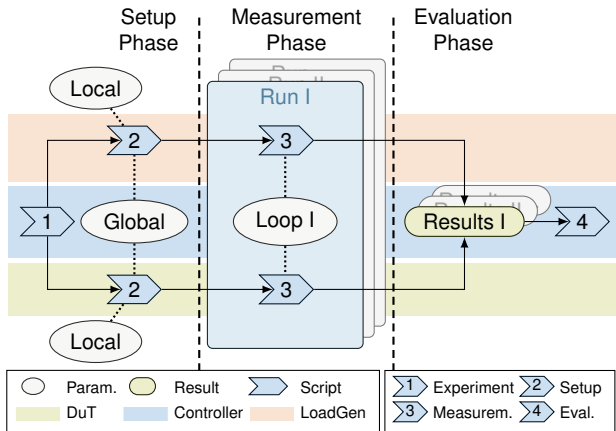 Setup Phase
Measurement Phase
Evaluation Phase
Local
Run I
2
3
1
Global
Loop I
Results I
4
2
3
Local
Param.
Result
Script
DuT
Controller
LoadGen
1 Experiment
2 Setup
3 Measurem.
4 Eval.